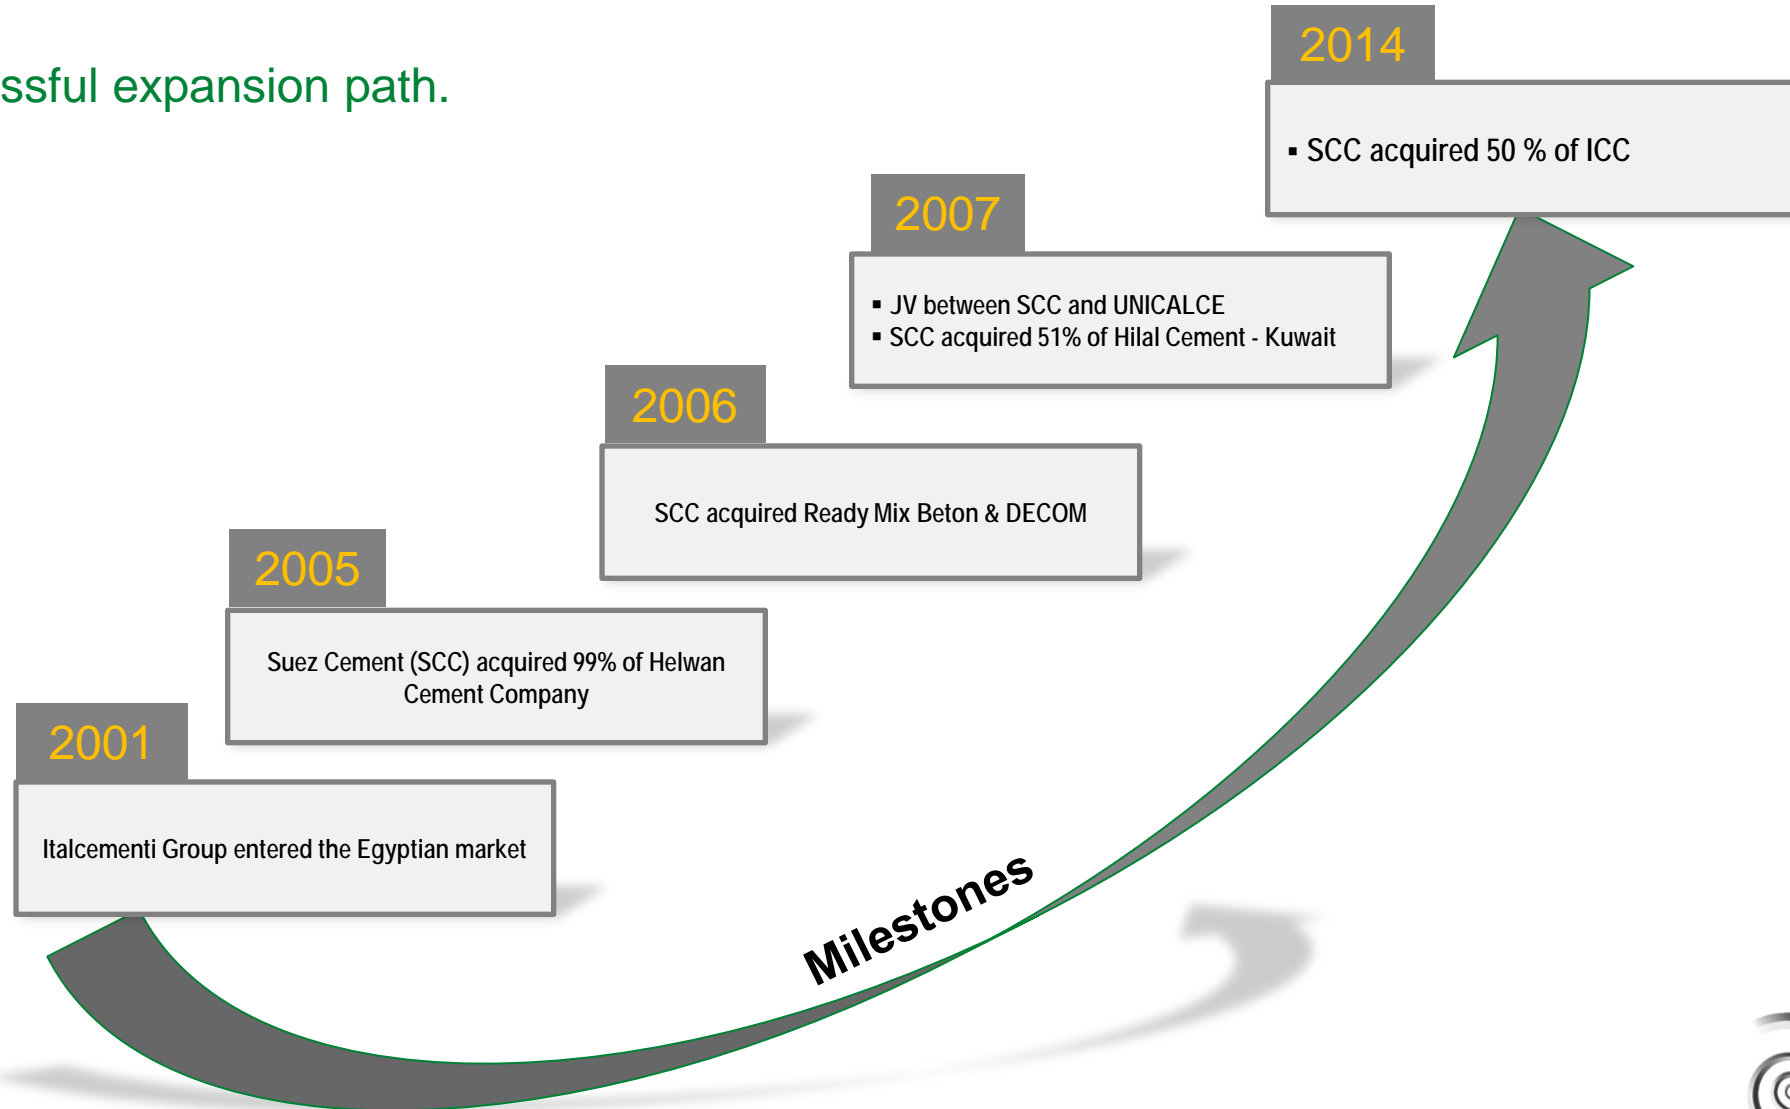 ssful expansion path.
2014
▪ SCC acquired 50 % of ICC
2007
▪ JV between SCC and UNICALCE
▪ SCC acquired 51% of Hilal Cement - Kuwait
2006
SCC acquired Ready Mix Beton & DECOM
2005
Suez Cement (SCC) acquired 99% of Helwan
Cement Company
2001
Italcementi Group entered the Egyptian market
Milestones